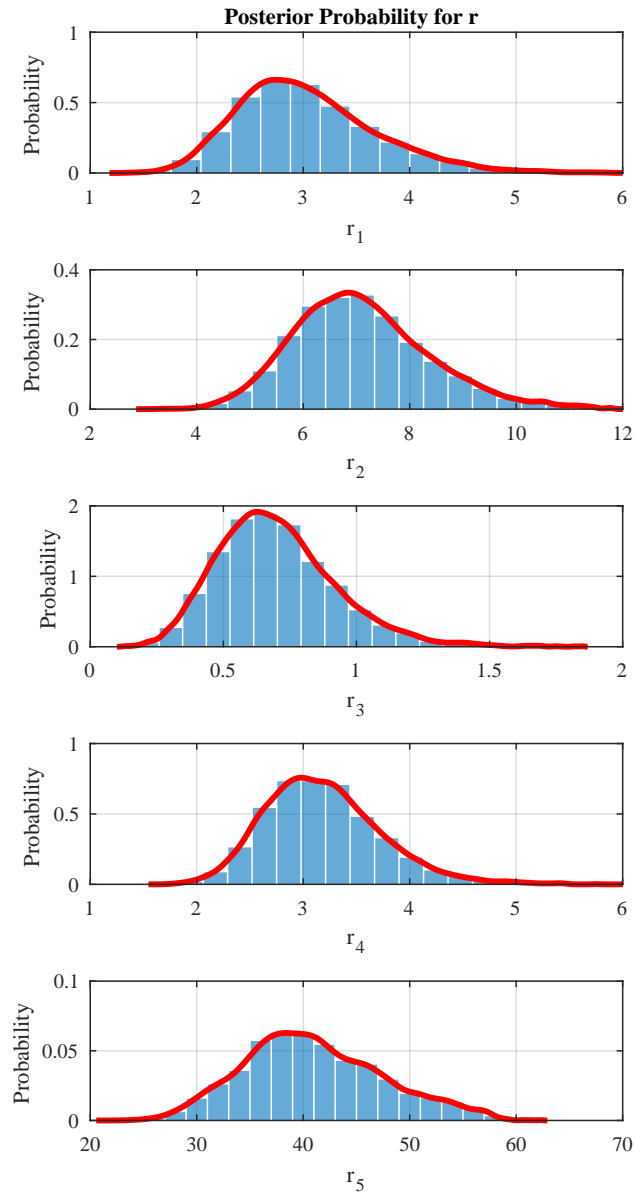 Posterior Probability for r
1
0.5
0
Probability
1 2 3 4 5 6
r1
0.4
0.2
0
Probability
2 4 6 8 10 12
r2
2
1
0
Probability
0 0.5 1 1.5 2
r3
1
0.5
0
Probability
1 2 3 4 5 6
r4
0.1
0.05
0
Probability
20 30 40 50 60 70
r5